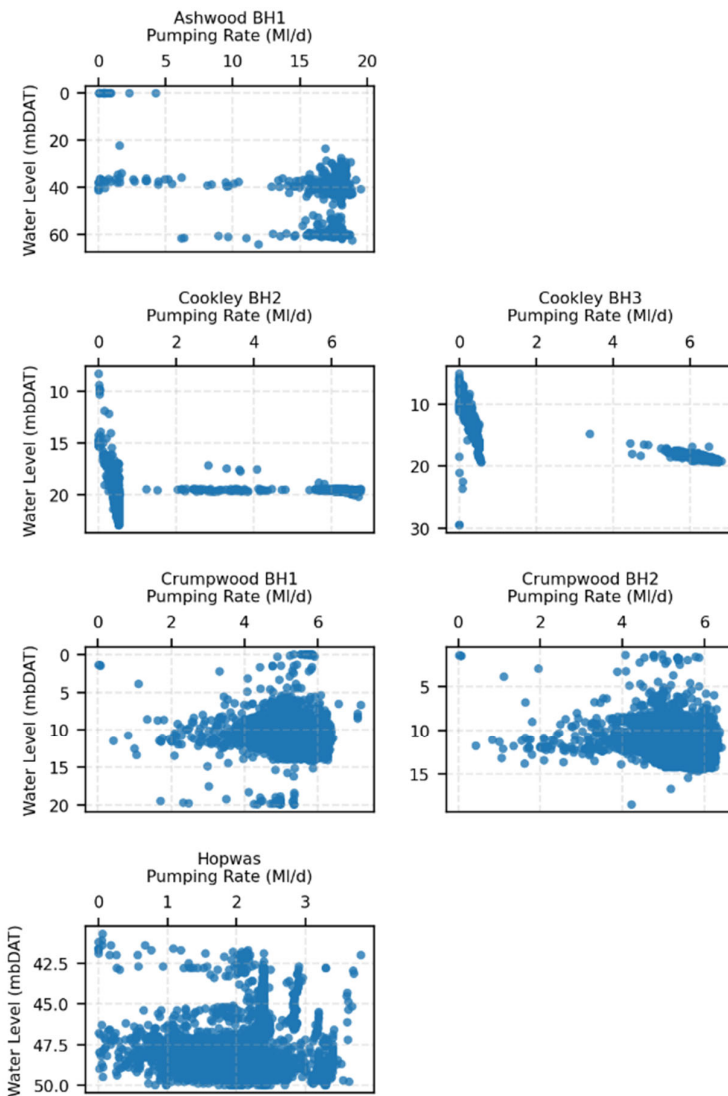 Ashwood BH1
Pumping Rate (Ml/d)
0 5 10 15 20
0
20
40
60
Water Level (mbDAT)
Cookley BH2
Pumping Rate (Ml/d)
0 2 4 6
10
15
20
Water Level (mbDAT)
Cookley BH3
Pumping Rate (Ml/d)
0 2 4 6
10
20
30
Crumpwood BH1
Pumping Rate (Ml/d)
0 2 4 6
0
5
10
15
20
Water Level (mbDAT)
Crumpwood BH2
Pumping Rate (Ml/d)
0 2 4 6
5
10
15
Hopwas
Pumping Rate (Ml/d)
0 1 2 3
42.5
45.0
47.5
50.0
Water Level (mbDAT)